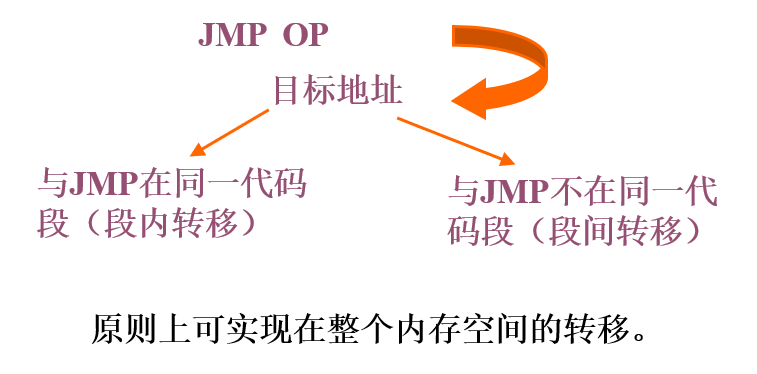 JMP OP
目标地址
与JMP在同一代码
段（段内转移）
与JMP不在同一代
码段（段间转移）
原则上可实现在整个内存空间的转移。